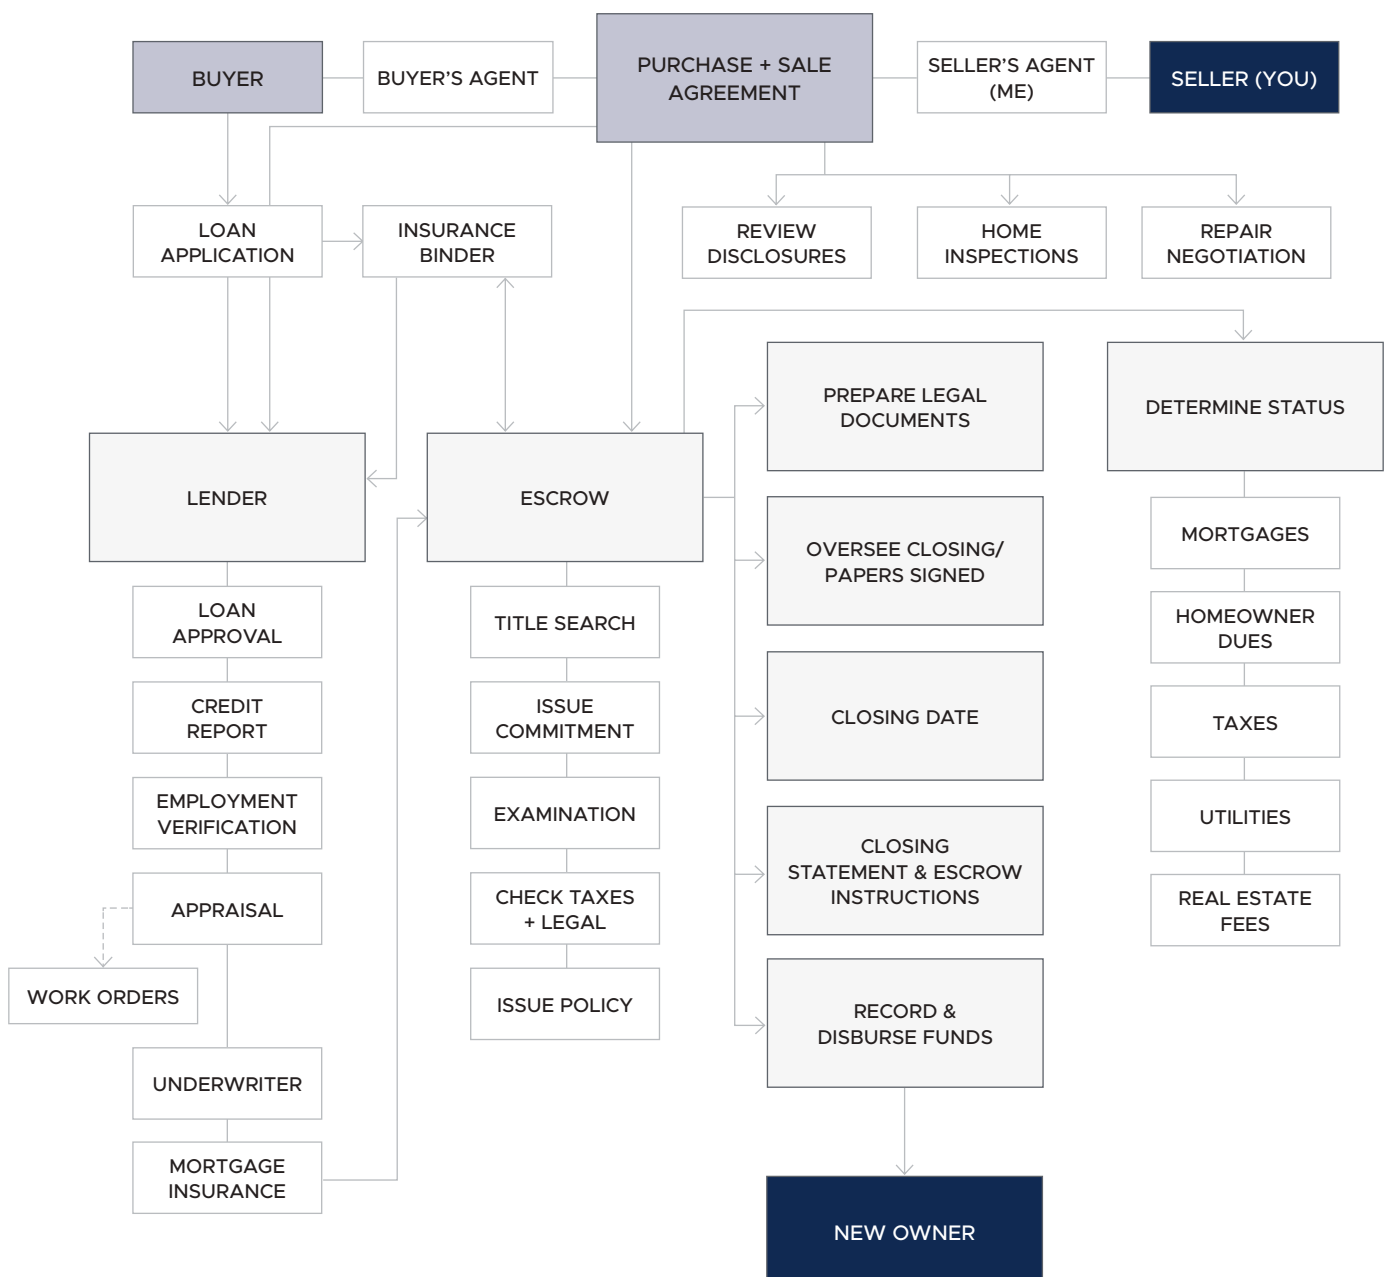 BUYER
BUYER'S AGENT
PURCHASE + SALE
AGREEMENT
SELLER'S AGENT
(ME)
SELLER (YOU)
LOAN
APPLICATION
INSURANCE
BINDER
REVIEW
DISCLOSURES
HOME
INSPECTIONS
REPAIR
NEGOTIATION
LENDER
ESCROW
PREPARE LEGAL
DOCUMENTS
DETERMINE STATUS
LOAN
APPROVAL
CREDIT
REPORT
EMPLOYMENT
VERIFICATION
APPRAISAL
WORK ORDERS
UNDERWRITER
MORTGAGE
INSURANCE
TITLE SEARCH
ISSUE
COMMITMENT
EXAMINATION
CHECK TAXES
+ LEGAL
ISSUE POLICY
OVERSEE CLOSING/
PAPERS SIGNED
CLOSING DATE
CLOSING
STATEMENT & ESCROW
INSTRUCTIONS
RECORD &
DISBURSE FUNDS
NEW OWNER
MORTGAGES
HOMEOWNER
DUES
TAXES
UTILITIES
REAL ESTATE
FEES